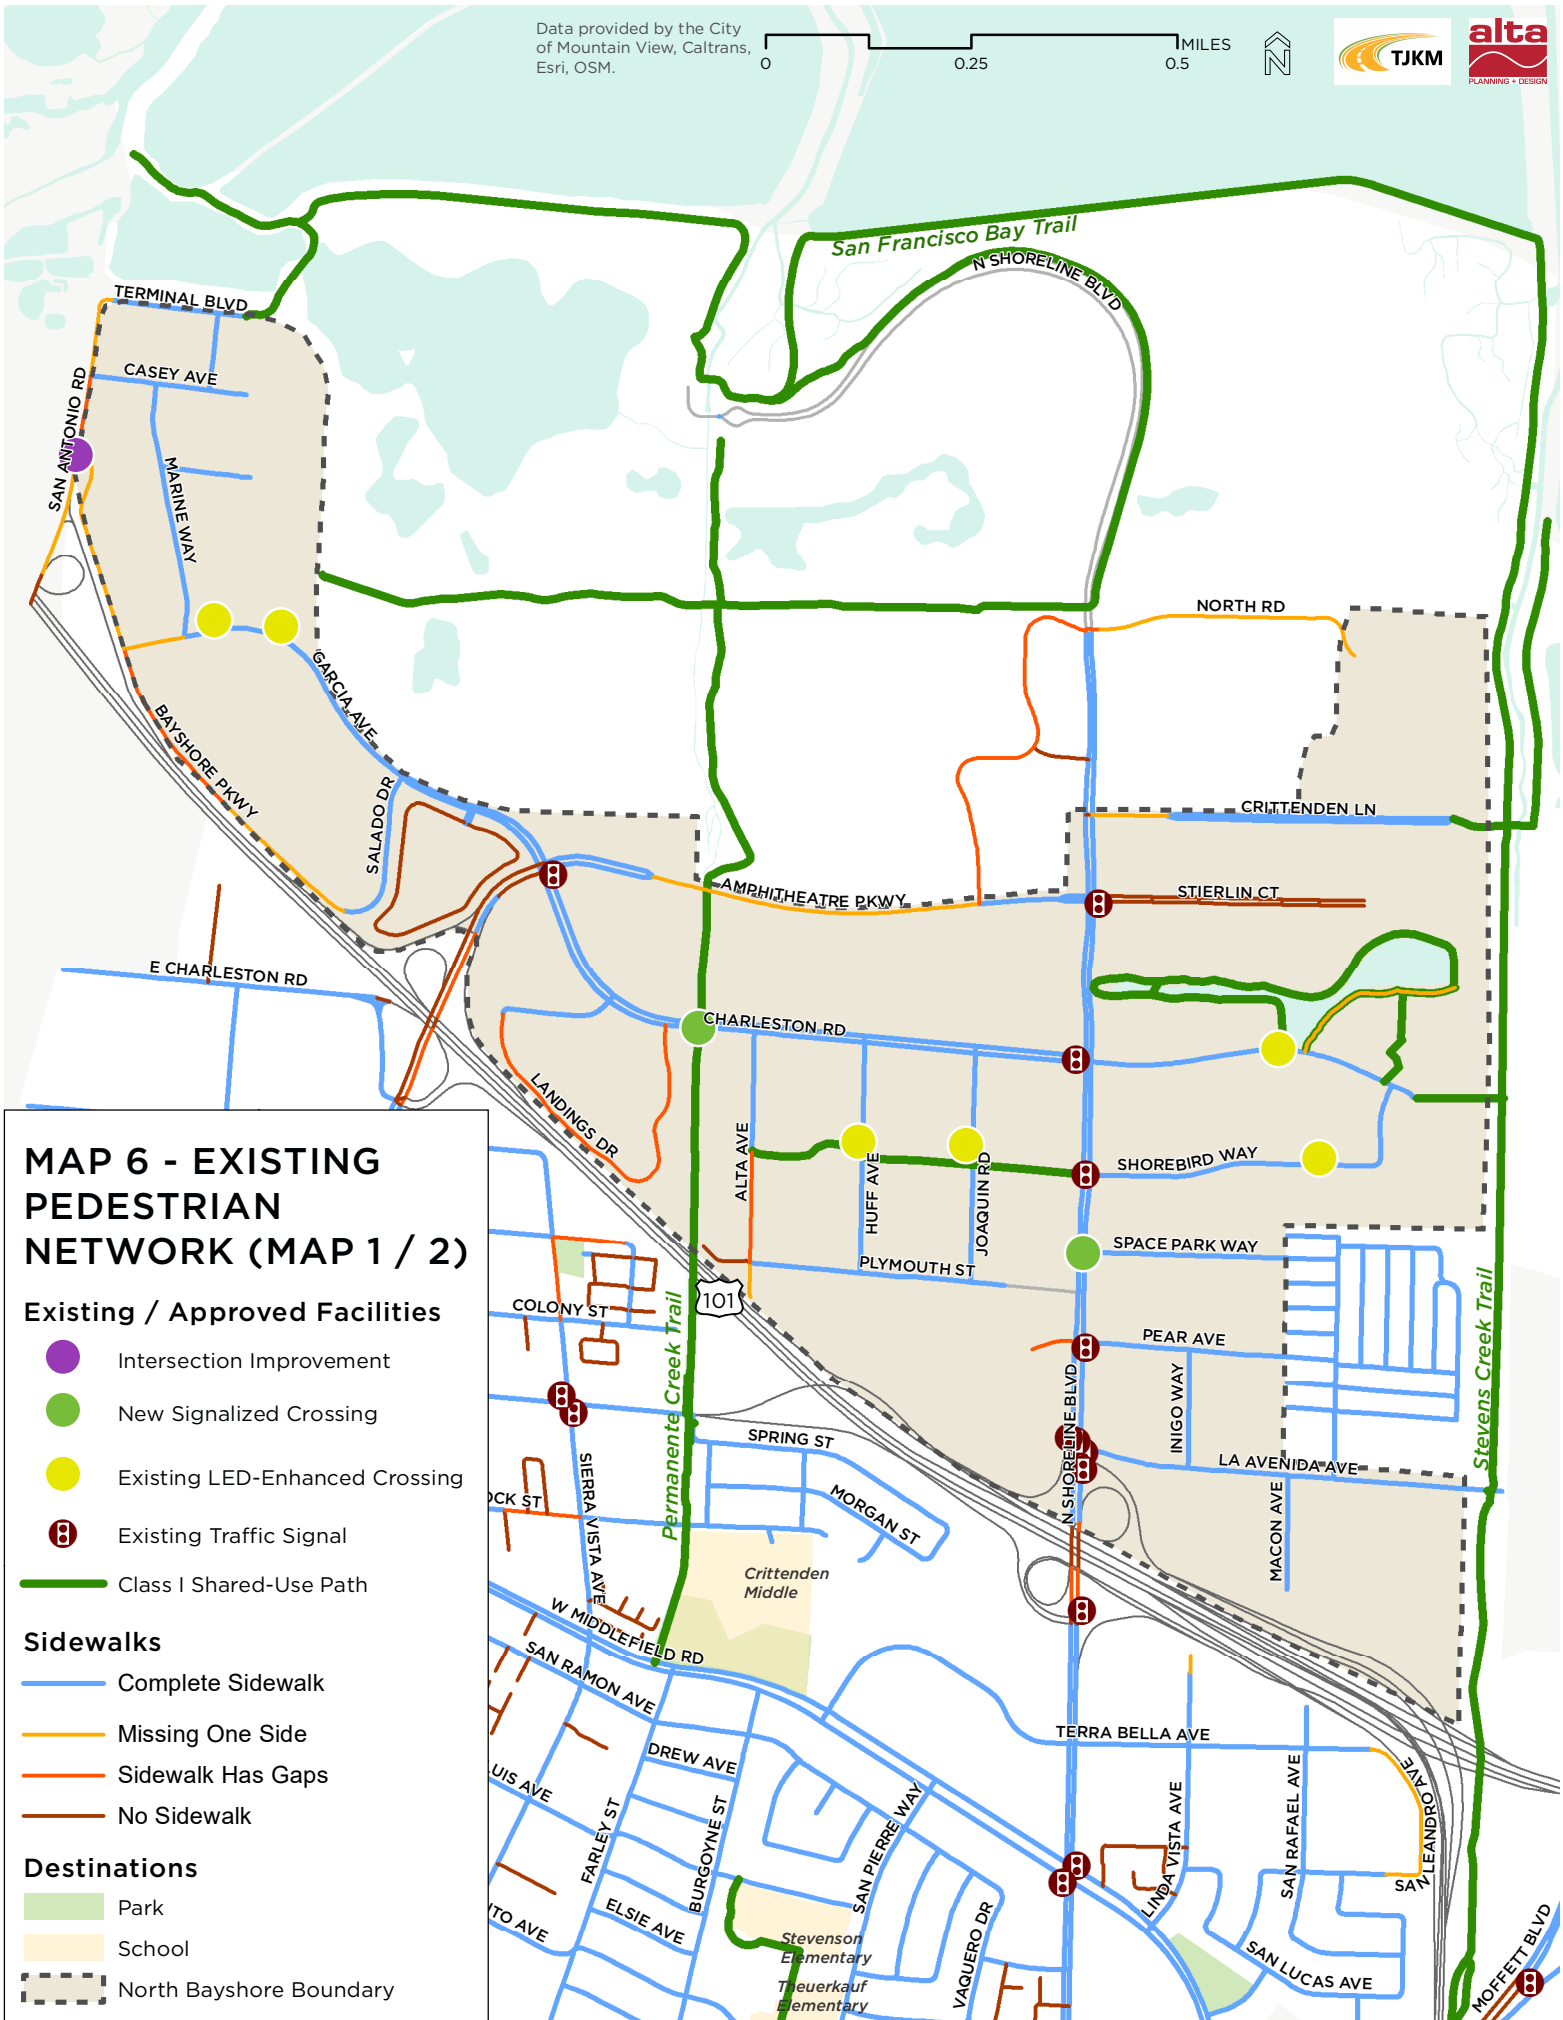 Data provided by the City
of Mountain View, Caltrans,
Esri, OSM.
0
0.25
0.5
MILES
N
TJKM
alta
PLANNING + DESIGN
San Francisco Bay Trail
N SHORELINE BLVD
TERMINAL BLVD
CASEY AVE
SAN ANTONIO RD
MARINE WAY
NORTH RD
GARCIA AVE
BAYSHORE PKWY
SALADO DR
CRITTENDEN LN
AMPHITHEATRE PKWY
STIERLIN CT
E CHARLESTON RD
CHARLESTON RD
LANDINGS DR
ALTA AVE
HUFF AVE
JOAQUIN RD
SHOREBIRD WAY
SPACE PARK WAY
PLYMOUTH ST
101
COLONY ST
Permanente Creek Trail
PEAR AVE
INIGO WAY
N SHORELINE BLVD
Stevens Creek Trail
SPRING ST
LA AVENIDA AVE
MORGAN ST
MACON AVE
OCK ST
SIERRA VISTA AVE
Crittenden
Middle
W MIDDLEFIELD RD
SAN RAMON AVE
TERRA BELLA AVE
DREW AVE
UIS AVE
FARLEY ST
BURGOYNE ST
SAN PIERRE WAY
LINDA VISTA AVE
SAN RAFAEL AVE
SAN LEANDRO AVE
ELSIE AVE
ITO AVE
Stevenson
Elementary
Theuerkauf
Elementary
VAQUERO DR
SAN LUCAS AVE
MOFFETT BLVD
MAP 6 - EXISTING
PEDESTRIAN
NETWORK (MAP 1 / 2)
Existing / Approved Facilities
Intersection Improvement
New Signalized Crossing
Existing LED-Enhanced Crossing
Existing Traffic Signal
Class I Shared-Use Path
Sidewalks
Complete Sidewalk
Missing One Side
Sidewalk Has Gaps
No Sidewalk
Destinations
Park
School
North Bayshore Boundary